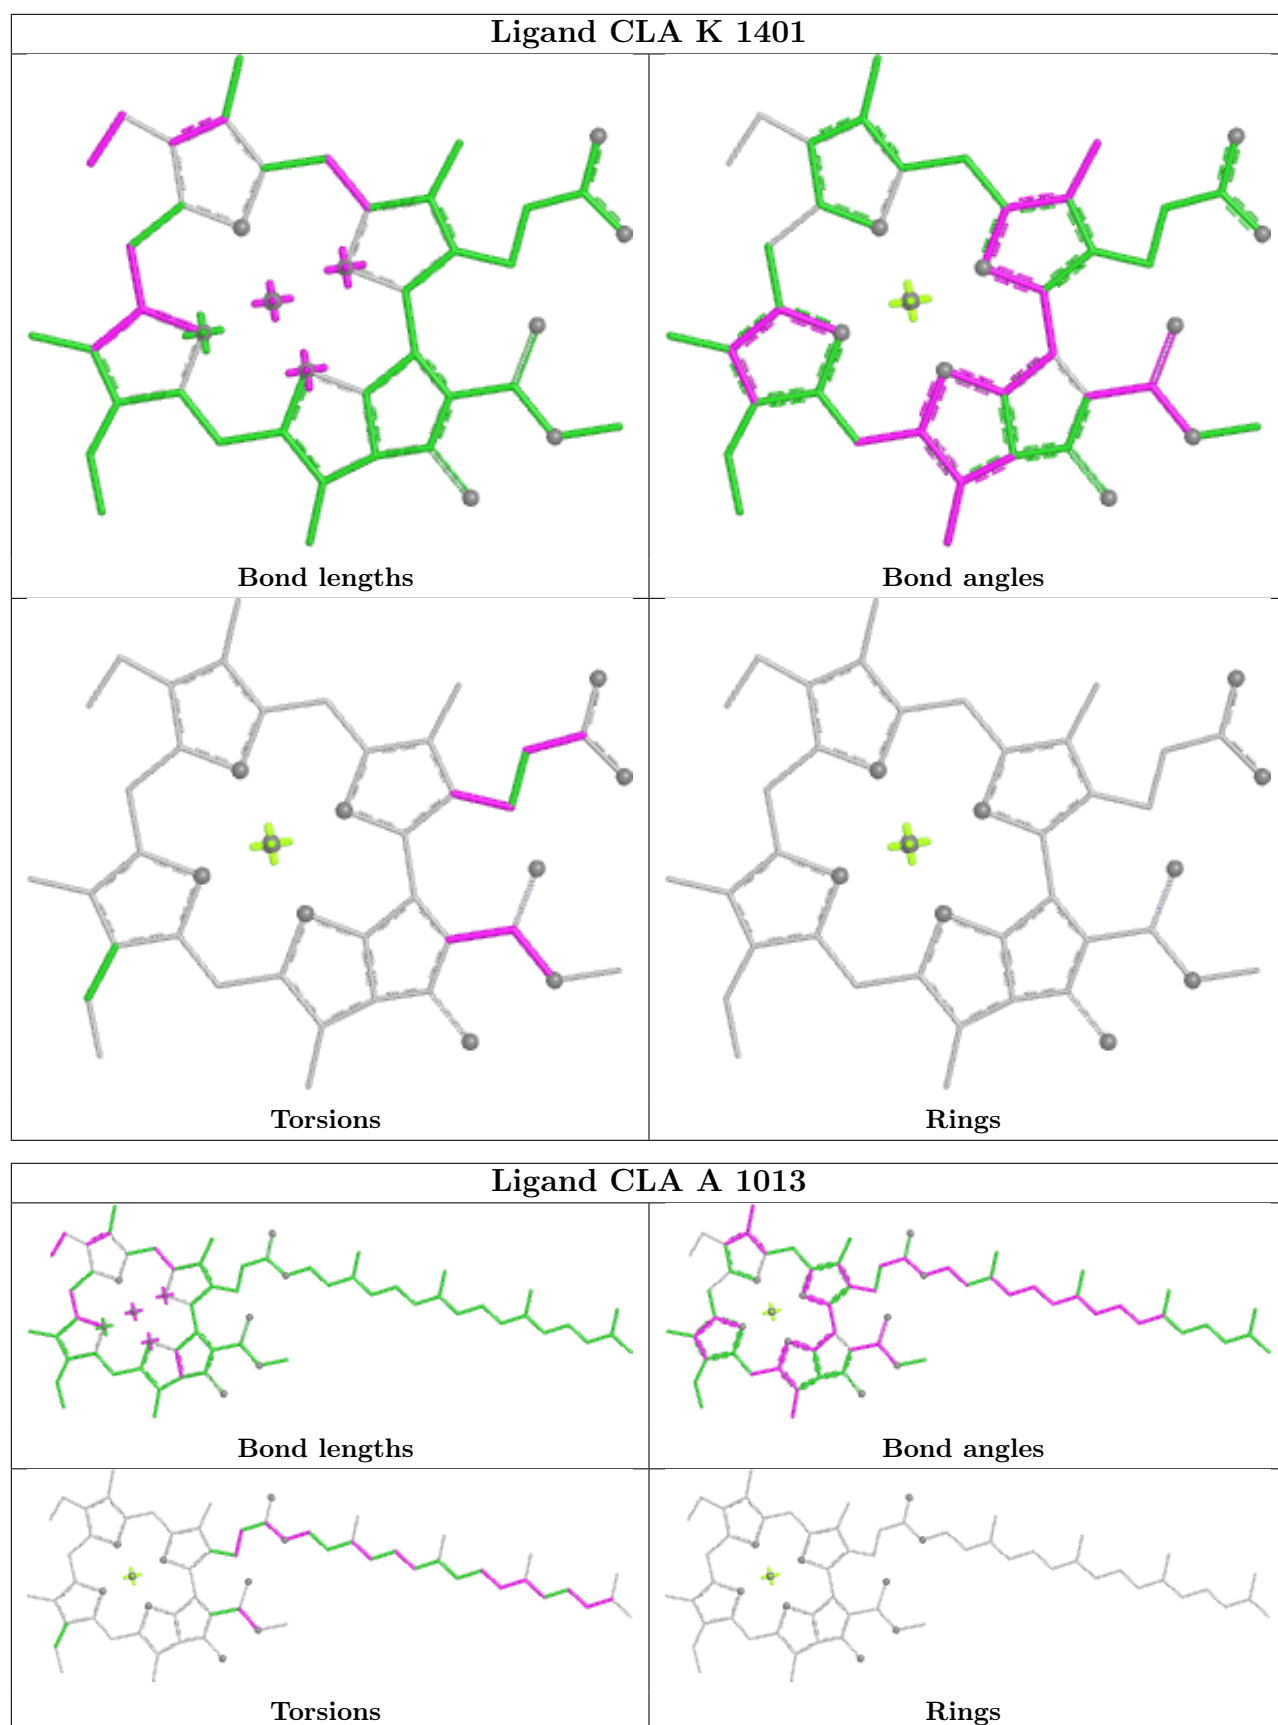 Ligand CLA K 1401
Bond lengths
Bond angles
Torsions
Rings
Ligand CLA A 1013
Bond lengths
Bond angles
Torsions
Rings